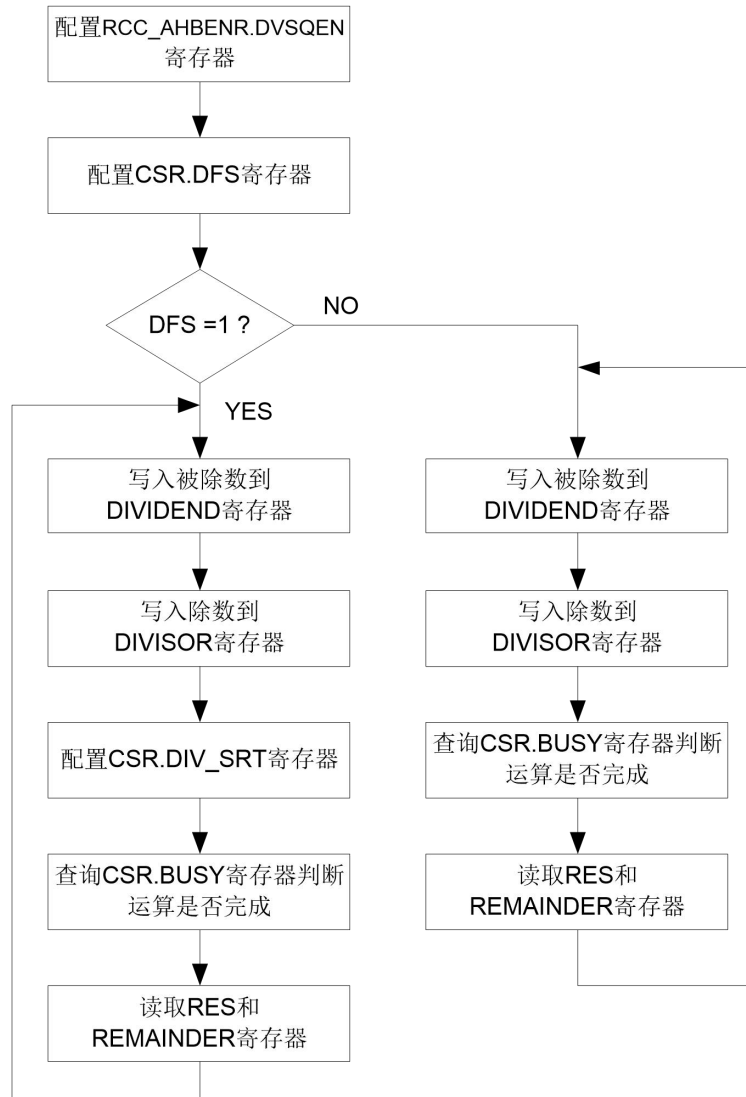 配置RCC_AHBENR.DVSQEN
寄存器
配置CSR.DFS寄存器
DFS =1 ?
NO
YES
写入被除数到
DIVIDEND寄存器
写入除数到
DIVISOR寄存器
配置CSR.DIV_SRT寄存器
查询CSR.BUSY寄存器判断
运算是否完成
读取RES和
REMAINDER寄存器
写入被除数到
DIVIDEND寄存器
写入除数到
DIVISOR寄存器
查询CSR.BUSY寄存器判断
运算是否完成
读取RES和
REMAINDER寄存器